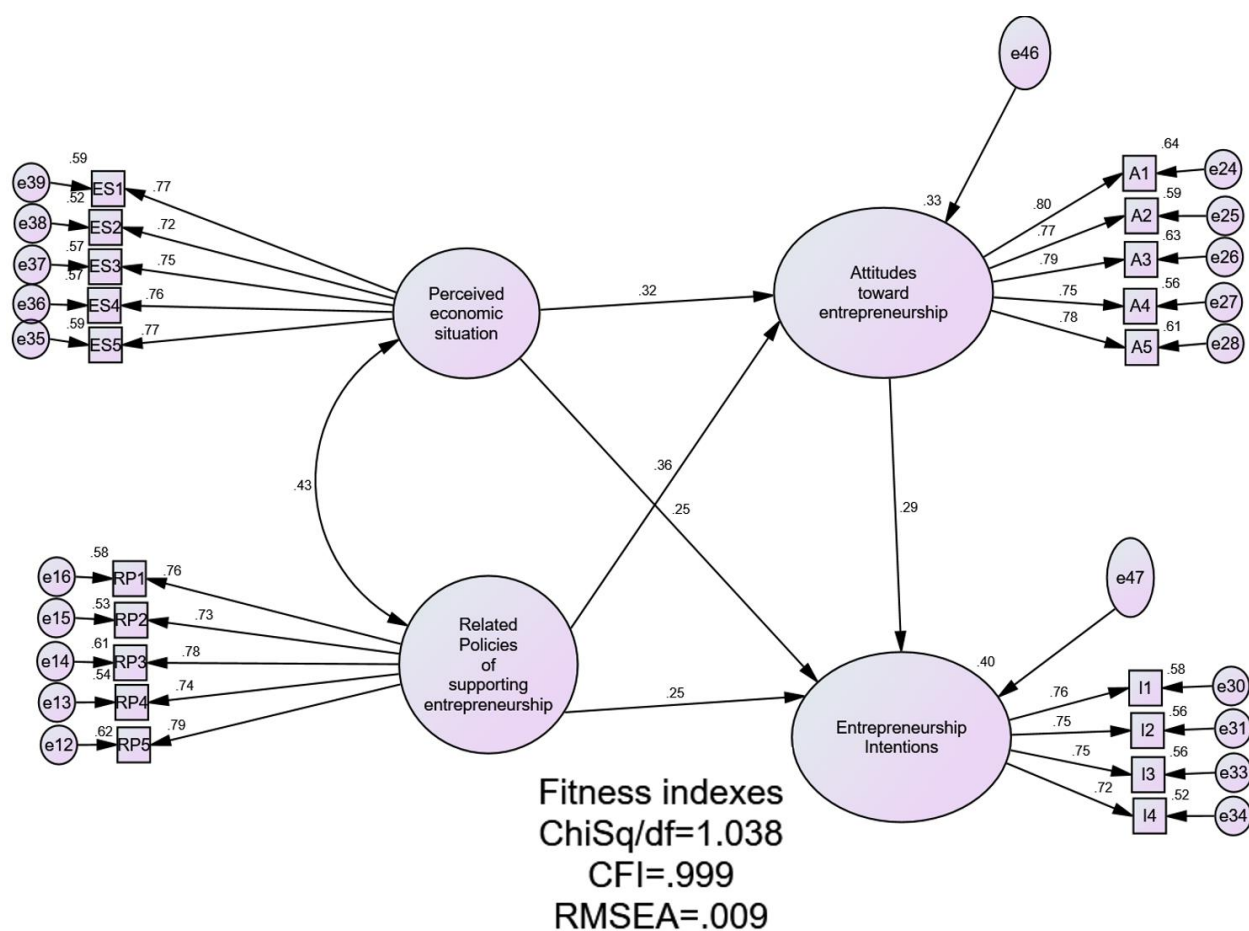 e46
.59
e39
ES1
.77
.52
e38
ES2
.72
.57
e37
ES3
.75
.57
e36
ES4
.76
.59
e35
ES5
.77
Perceived
economic
situation
.32
.33
Attitudes
toward
entrepreneurship
.64
A1
e24
.80
.59
A2
e25
.77
.63
A3
e26
.79
.56
A4
e27
.75
.61
A5
e28
.78
.43
.36
.25
.29
.58
e16
RP1
.76
.53
e15
RP2
.73
.61
e14
RP3
.78
.54
e13
RP4
.74
.62
e12
RP5
.79
Related
Policies
of
supporting
entrepreneurship
.25
e47
.40
Entrepreneurship
Intentions
.76
I1
.58
e30
.75
I2
.56
e31
.75
I3
.56
e33
.72
I4
.52
e34
Fitness indexes
ChiSq/df=1.038
CFI=.999
RMSEA=.009